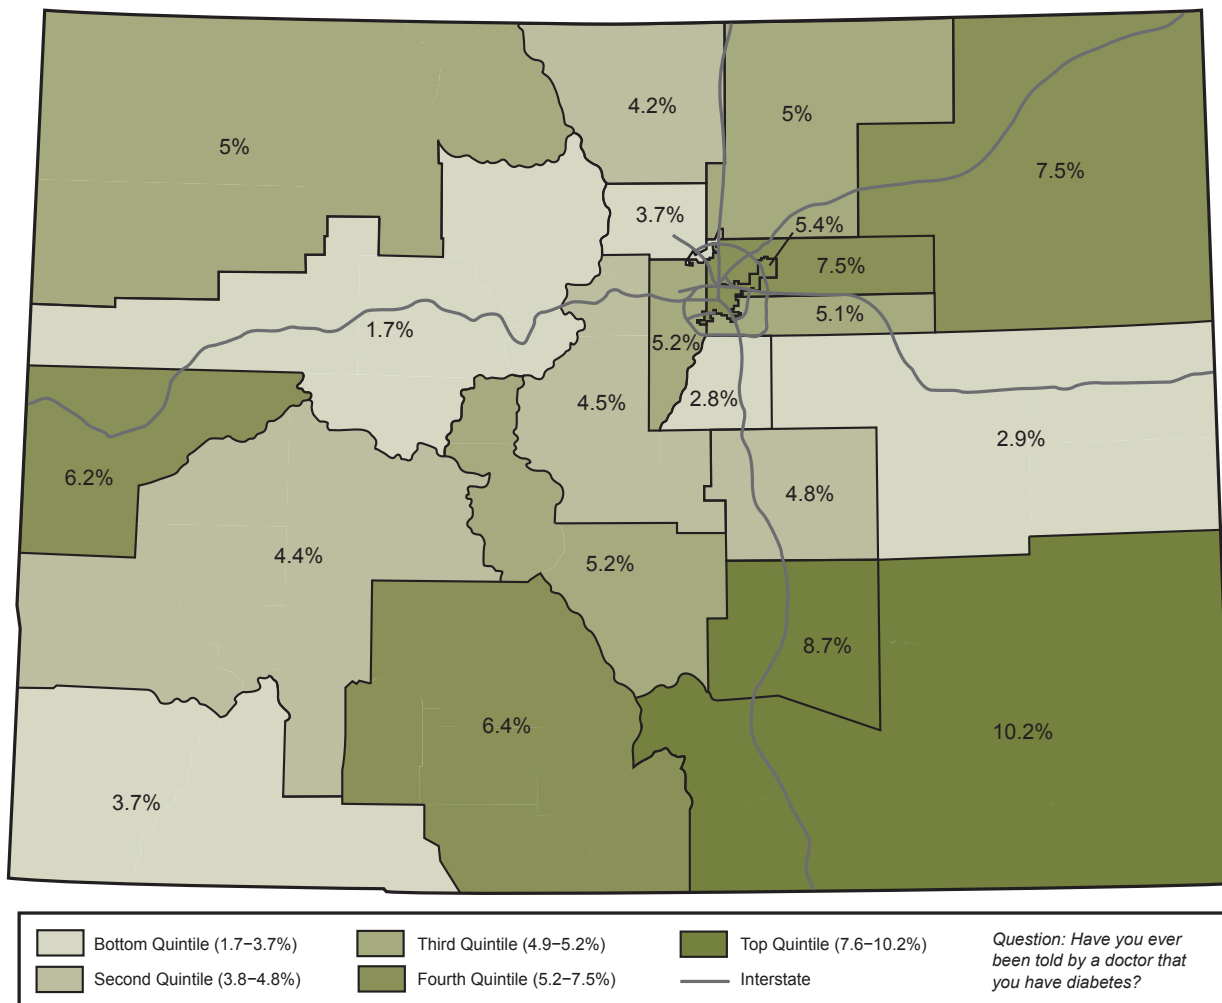 4.2%
5%
5%
7.5%
3.7%
5.4%
7.5%
5.1%
1.7%
5.2%
2.8%
4.5%
2.9%
6.2%
4.8%
4.4%
5.2%
8.7%
6.4%
10.2%
3.7%
Bottom Quintile (1.7–3.7%)
Third Quintile (4.9–5.2%)
Top Quintile (7.6–10.2%)
Second Quintile (3.8–4.8%)
Fourth Quintile (5.2–7.5%)
Interstate
Question: Have you ever
been told by a doctor that
you have diabetes?